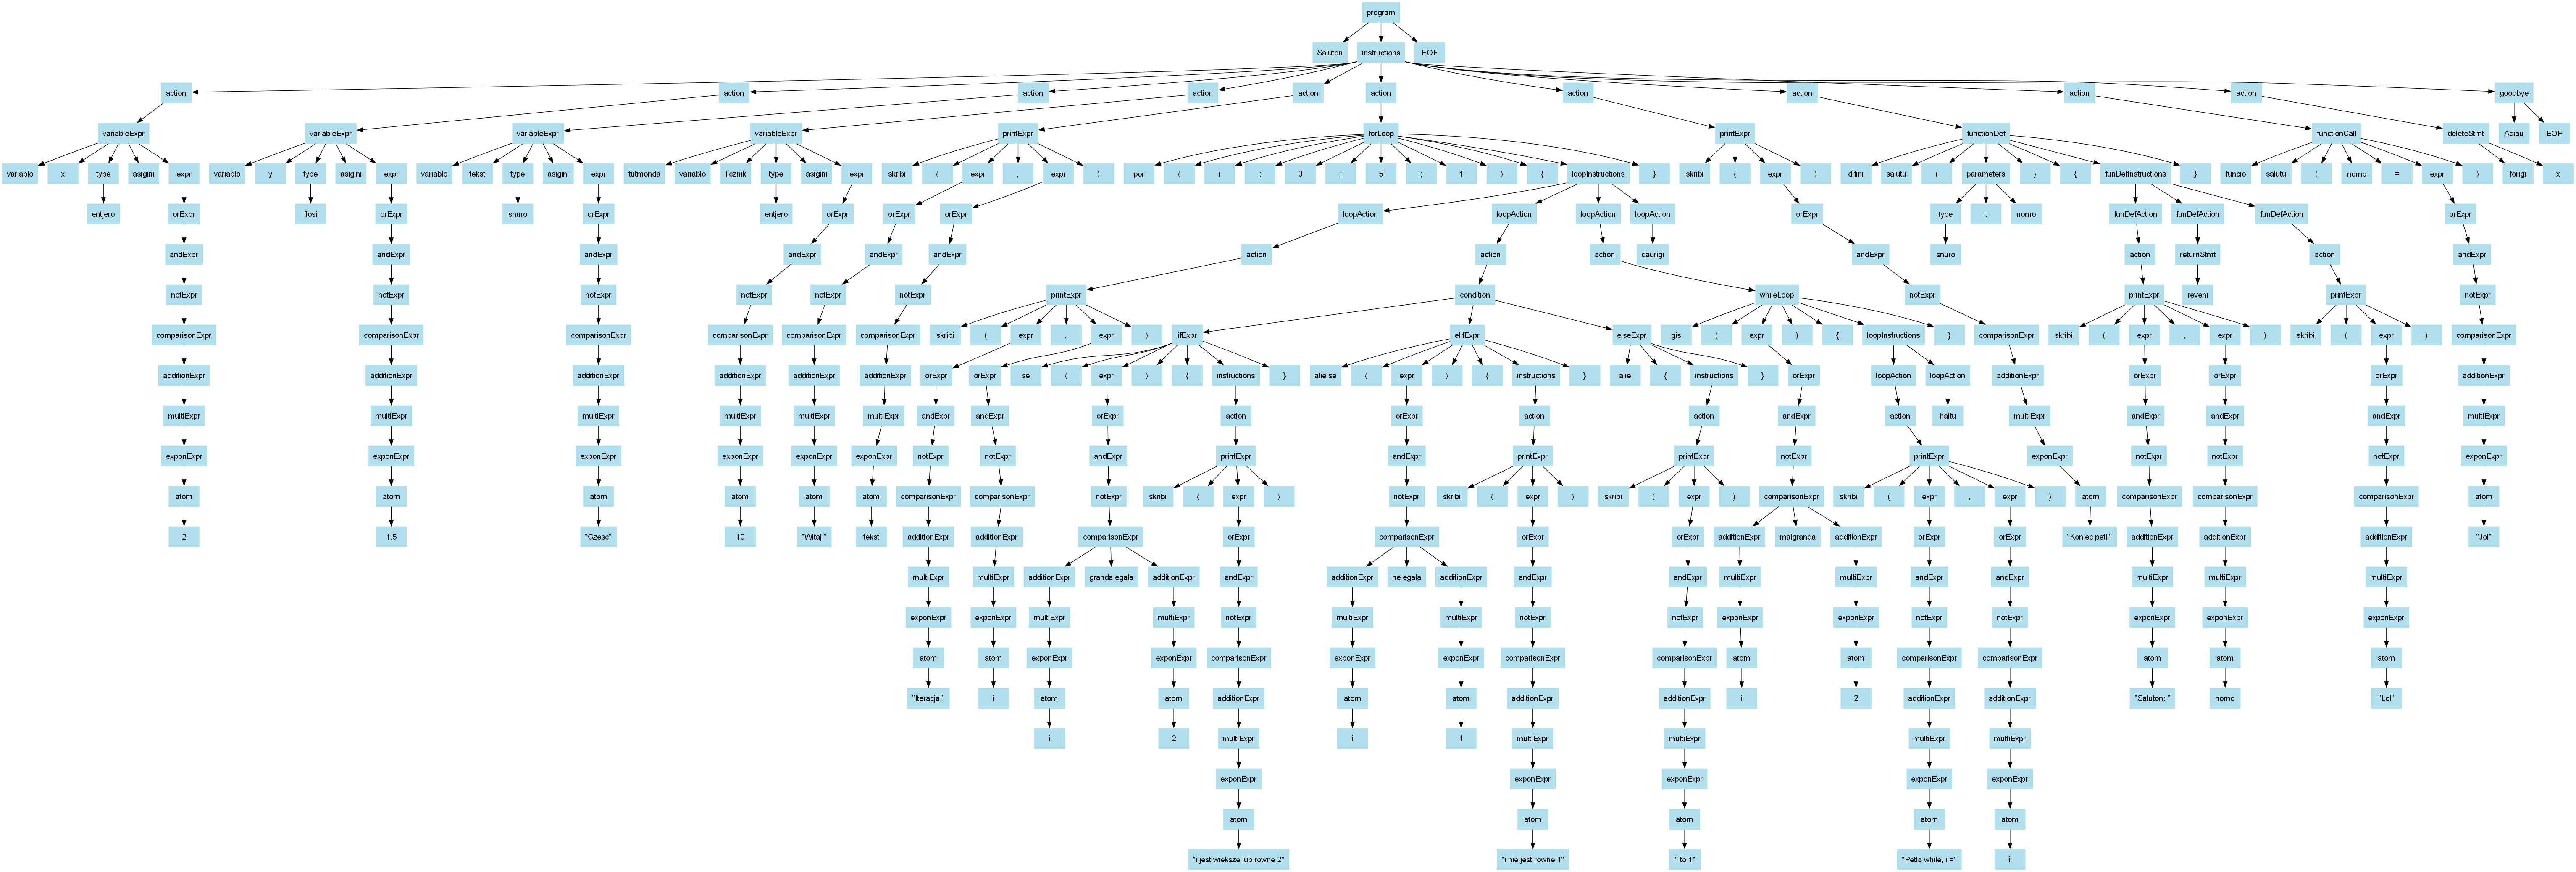 program
Saluton instructions EOF
action action action action action action action action action action goodbye
variableExpr variableExpr variableExpr variableExpr printExpr forLoop printExpr functionDef functionCall deleteStmt Adiau EOF
variablo x type asigini expr variablo y type asigini expr variablo tekst type asigini expr tutmonda variablo licznik type asigini expr skribi ( expr , expr ) por ( i ; 0 ; 5 ; 1 ) { loopInstructions } skribi ( expr ) difini salutu ( parameters ) { funDefInstructions } funcio salutu ( nomo = expr ) forigi x
entjero orExpr flosi orExpr snuro orExpr entjero orExpr orExpr orExpr loopAction loopAction loopAction loopAction orExpr type : nomo funDefAction funDefAction funDefAction orExpr
andExpr andExpr andExpr andExpr andExpr andExpr action action action daurigi andExpr snuro action returnStmt action andExpr
notExpr notExpr notExpr notExpr notExpr notExpr printExpr condition whileLoop notExpr printExpr reveni printExpr notExpr
comparisonExpr comparisonExpr comparisonExpr comparisonExpr comparisonExpr comparisonExpr skribi ( expr , expr ) ifExpr elifExpr elseExpr gis ( expr ) { loopInstructions } comparisonExpr skribi ( expr , expr ) skribi ( expr ) comparisonExpr
additionExpr additionExpr additionExpr additionExpr additionExpr additionExpr orExpr orExpr se ( expr ) { instructions } alie se ( expr ) { instructions } alie { instructions } orExpr loopAction loopAction additionExpr orExpr orExpr orExpr additionExpr
multiExpr multiExpr multiExpr multiExpr multiExpr multiExpr andExpr andExpr orExpr action orExpr action action andExpr action haltu multiExpr andExpr andExpr andExpr multiExpr
exponExpr exponExpr exponExpr exponExpr exponExpr exponExpr notExpr notExpr andExpr printExpr andExpr printExpr printExpr notExpr printExpr exponExpr notExpr notExpr notExpr exponExpr
atom atom atom atom atom atom comparisonExpr comparisonExpr notExpr skribi ( expr ) notExpr skribi ( expr ) skribi ( expr ) comparisonExpr skribi ( expr , expr ) atom comparisonExpr comparisonExpr comparisonExpr atom
2 1.5 "Czesc" 10 "Witaj " tekst additionExpr additionExpr comparisonExpr orExpr comparisonExpr orExpr orExpr additionExpr malgranda additionExpr orExpr orExpr "Koniec petli" additionExpr additionExpr additionExpr "Jol"
multiExpr multiExpr additionExpr granda egala additionExpr andExpr additionExpr ne egala additionExpr andExpr andExpr multiExpr multiExpr andExpr andExpr multiExpr multiExpr multiExpr
exponExpr exponExpr multiExpr multiExpr notExpr multiExpr multiExpr notExpr notExpr exponExpr exponExpr notExpr notExpr exponExpr exponExpr exponExpr
atom atom exponExpr exponExpr comparisonExpr exponExpr exponExpr comparisonExpr comparisonExpr atom atom comparisonExpr comparisonExpr atom atom atom
"Iteracja:" i atom atom additionExpr atom atom additionExpr additionExpr i 2 additionExpr additionExpr "Saluton: " nomo "Lol"
i 2 multiExpr i 1 multiExpr multiExpr multiExpr multiExpr
exponExpr exponExpr exponExpr exponExpr exponExpr
atom atom atom atom atom
"i jest wieksze lub rowne 2" "i nie jest rowne 1" "i to 1" "Petla while, i =" i